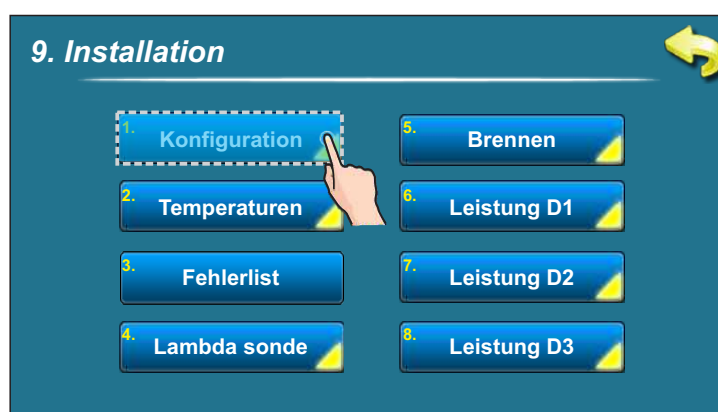 9. Installation
1. Konfiguration
2. Temperaturen
3. Fehlerlist
4. Lambda sonde
5. Brennen
6. Leistung D1
7. Leistung D2
8. Leistung D3